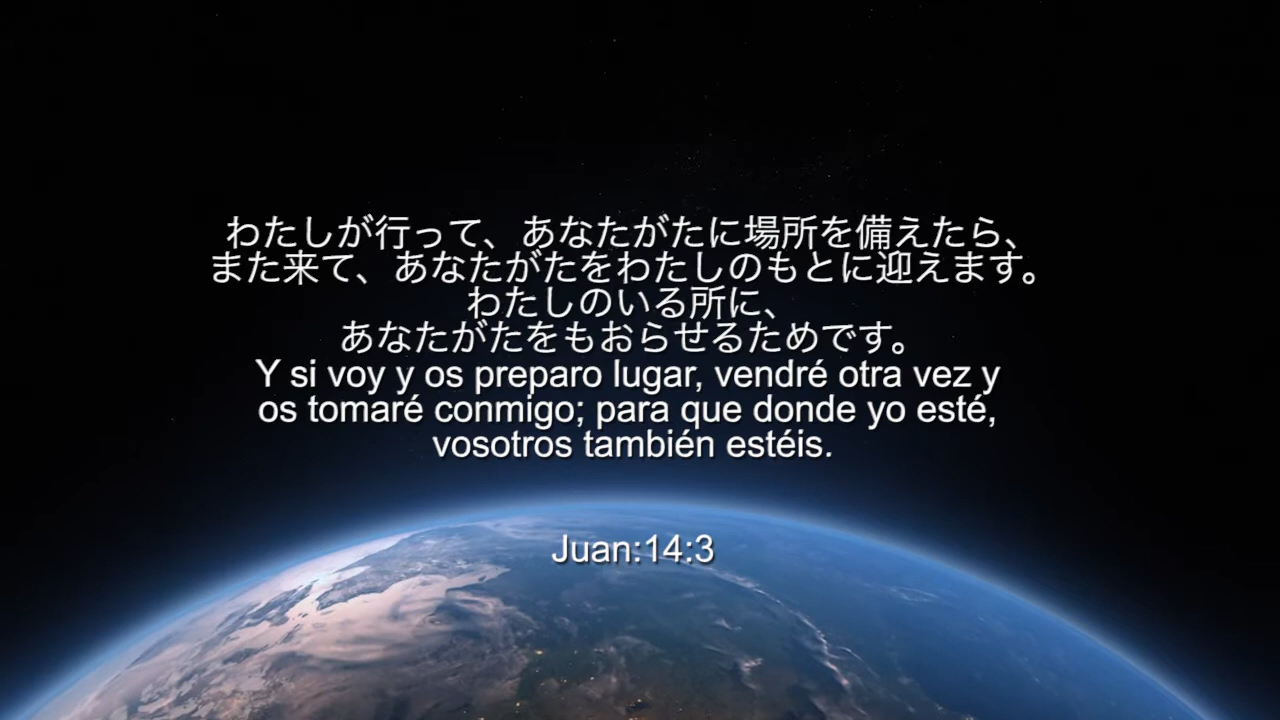 わたしが行って、あなたがたに場所を備えたら、
また来て、あなたがたをわたしのもとに迎えます。
わたしのいる所に、
あなたがたをもおらせるためです。
Y si voy y os preparo lugar, vendré otra vez y
os tomaré conmigo; para que donde yo esté,
vosotros también estéis.
Juan:14:3